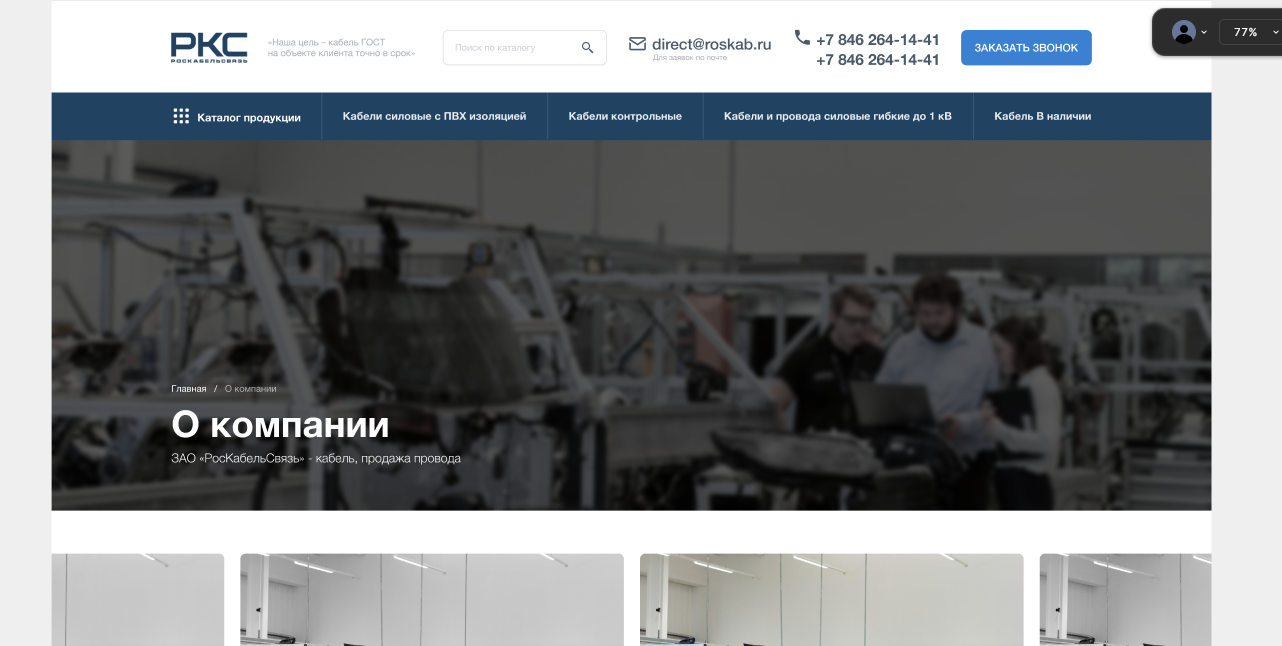 РКС
РОСКАБЕЛЬСВЯЗЬ
«Наша цель – кабель ГОСТ
на объекте клиента точно в срок»
Поиск по каталогу
direct@roskab.ru
Для заявок по почте
+7 846 264-14-41
+7 846 264-14-41
ЗАКАЗАТЬ ЗВОНОК
77%
Каталог продукции
Кабели силовые с ПВХ изоляцией
Кабели контрольные
Кабели и провода силовые гибкие до 1 кВ
Кабель В наличии
Главная / О компании
О компании
ЗАО «РосКабельСвязь» - кабель, продажа провода